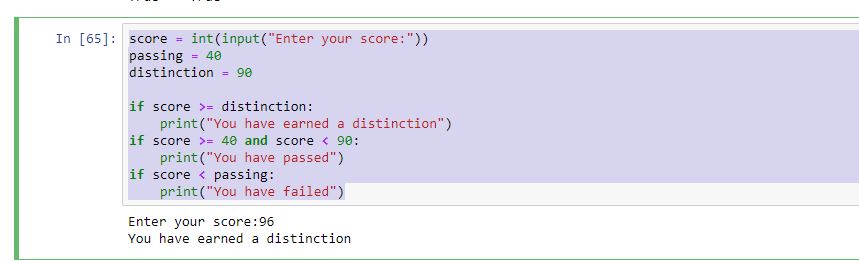 In [65]: score = int(input("Enter your score:"))
passing = 40
distinction = 90
if score >= distinction:
    print("You have earned a distinction")
if score >= 40 and score < 90:
    print("You have passed")
if score < passing:
    print("You have failed")
Enter your score:96
You have earned a distinction